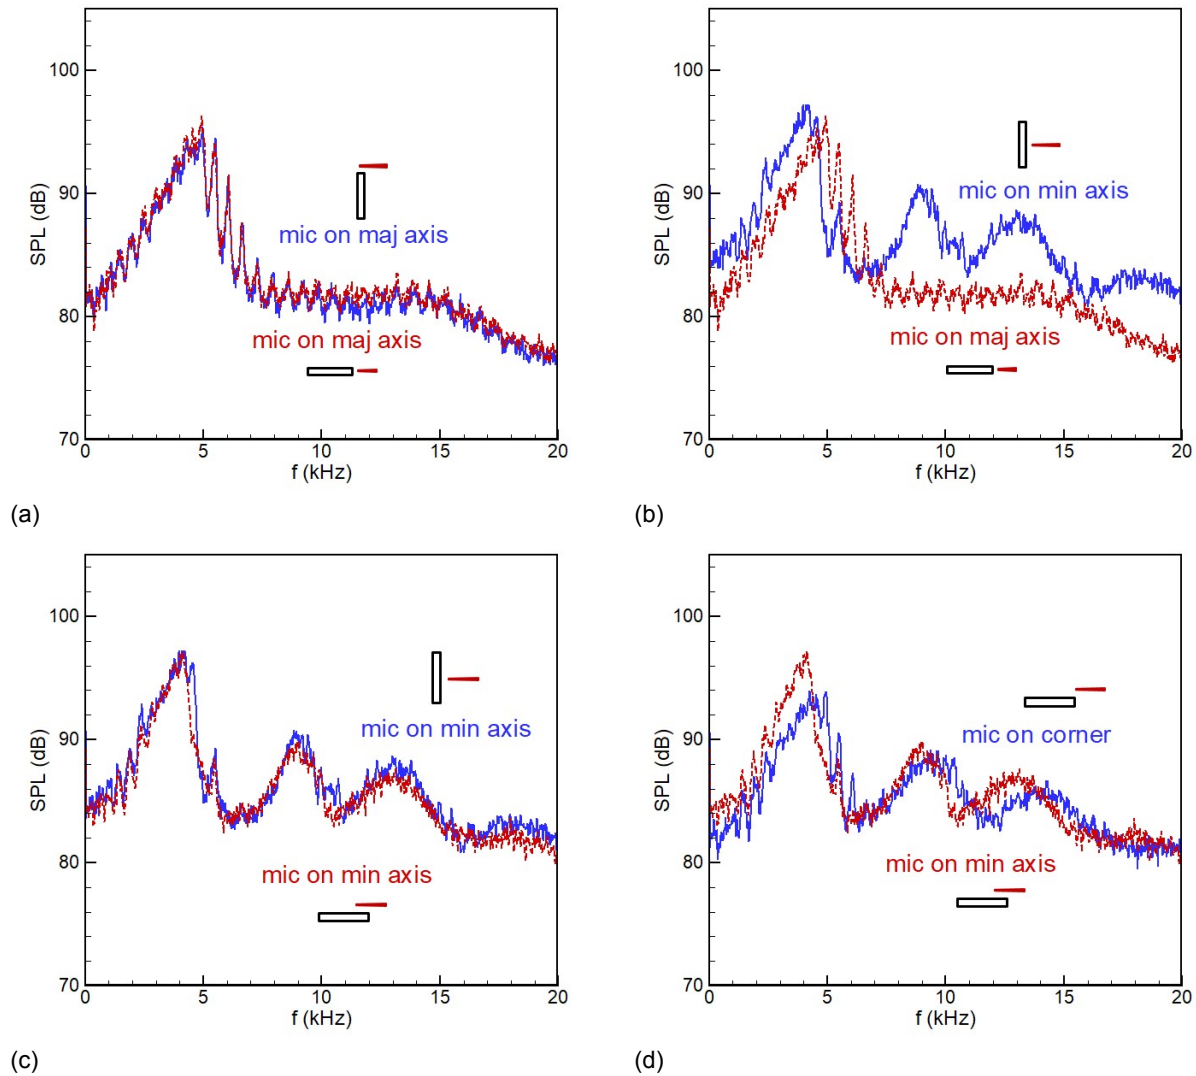 100
90
80
70
SPL (dB)
mic on maj axis
mic on maj axis
0 5 10 15 20
f (kHz)
(a)
100
90
80
70
SPL (dB)
mic on min axis
mic on maj axis
0 5 10 15 20
f (kHz)
(b)
100
90
80
70
SPL (dB)
mic on min axis
mic on min axis
0 5 10 15 20
f (kHz)
(c)
100
90
80
70
SPL (dB)
mic on corner
mic on min axis
0 5 10 15 20
f (kHz)
(d)